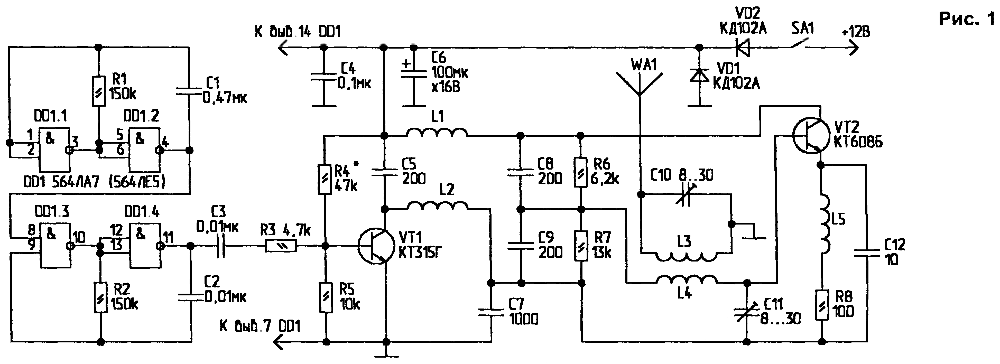 Рис. 1
VD2
КД102А
SA1
+12В
К выв.14 DD1
C6
100мк
х16В
C4
0,1мк
WA1
VD1
КД102А
R1
150k
C1
0,47мк
DD1.1
DD1.2
L1
1
2
&
3
5
6
&
4
VT2
КТ608Б
DD1 564ЛА7 (564ЛЕ5)
R4*
47k
C5
200
C8
200
R6
6,2k
C10 8..30
L2
DD1.3
DD1.4
C3
0,01мк
R3 4,7k
8
9
&
10
12
13
&
11
VT1
КТ315Г
C9
200
R7
13k
L3
L5
C12
10
R2
150k
C2
0,01мк
R5
10k
C7
1000
L4
C11
8...30
R8
100
К выв.7 DD1